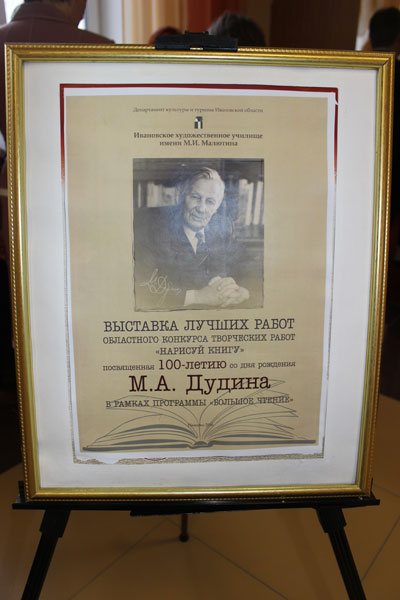 Департамент культуры и туризма Ивановской области
Ивановское художественное училище
имени М.И. Малютина
ВЫСТАВКА ЛУЧШИХ РАБОТ
ОБЛАСТНОГО КОНКУРСА ТВОРЧЕСКИХ РАБОТ
«НАРИСУЙ КНИГУ»
ПОСВЯЩЕННАЯ 100-ЛЕТИЮ СО ДНЯ РОЖДЕНИЯ
М.А. ДУДИНА
В РАМКАХ ПРОГРАММЫ «БОЛЬШОЕ ЧТЕНИЕ»